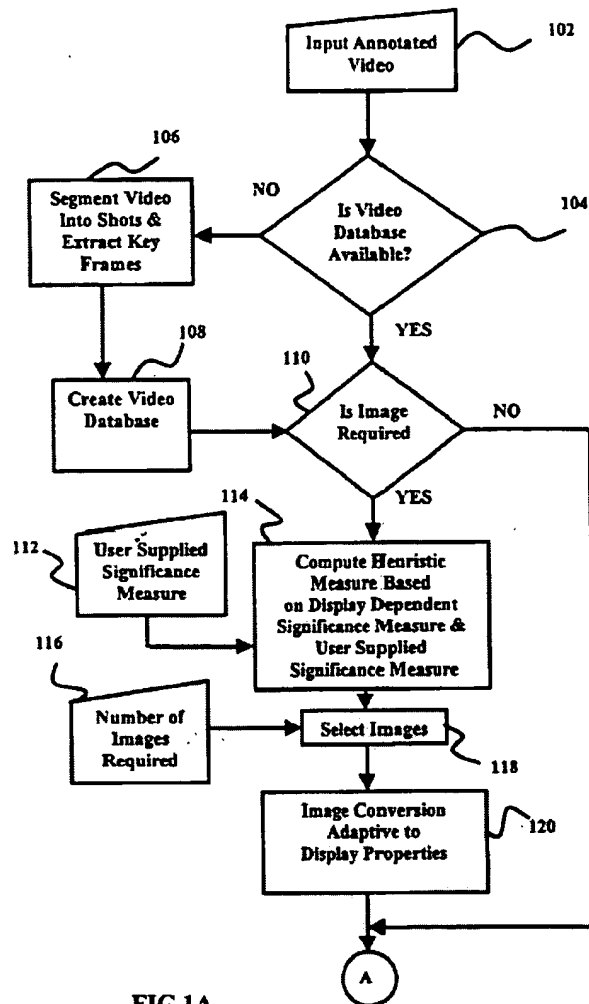 Input Annotated
Video
102
106
NO
Segment Video
Into Shots &
Extract Key
Frames
Is Video
Database
Available?
104
YES
108
110
Create Video
Database
Is Image
Required
NO
YES
114
112
User Supplied
Significance
Measure
Compute Heuristic
Measure Based
on Display Dependent
Significance Measure &
User Supplied
Significance Measure
116
Number of
Images
Required
Select Images
118
Image Conversion
Adaptive to
Display Properties
120
A
FIG 1A